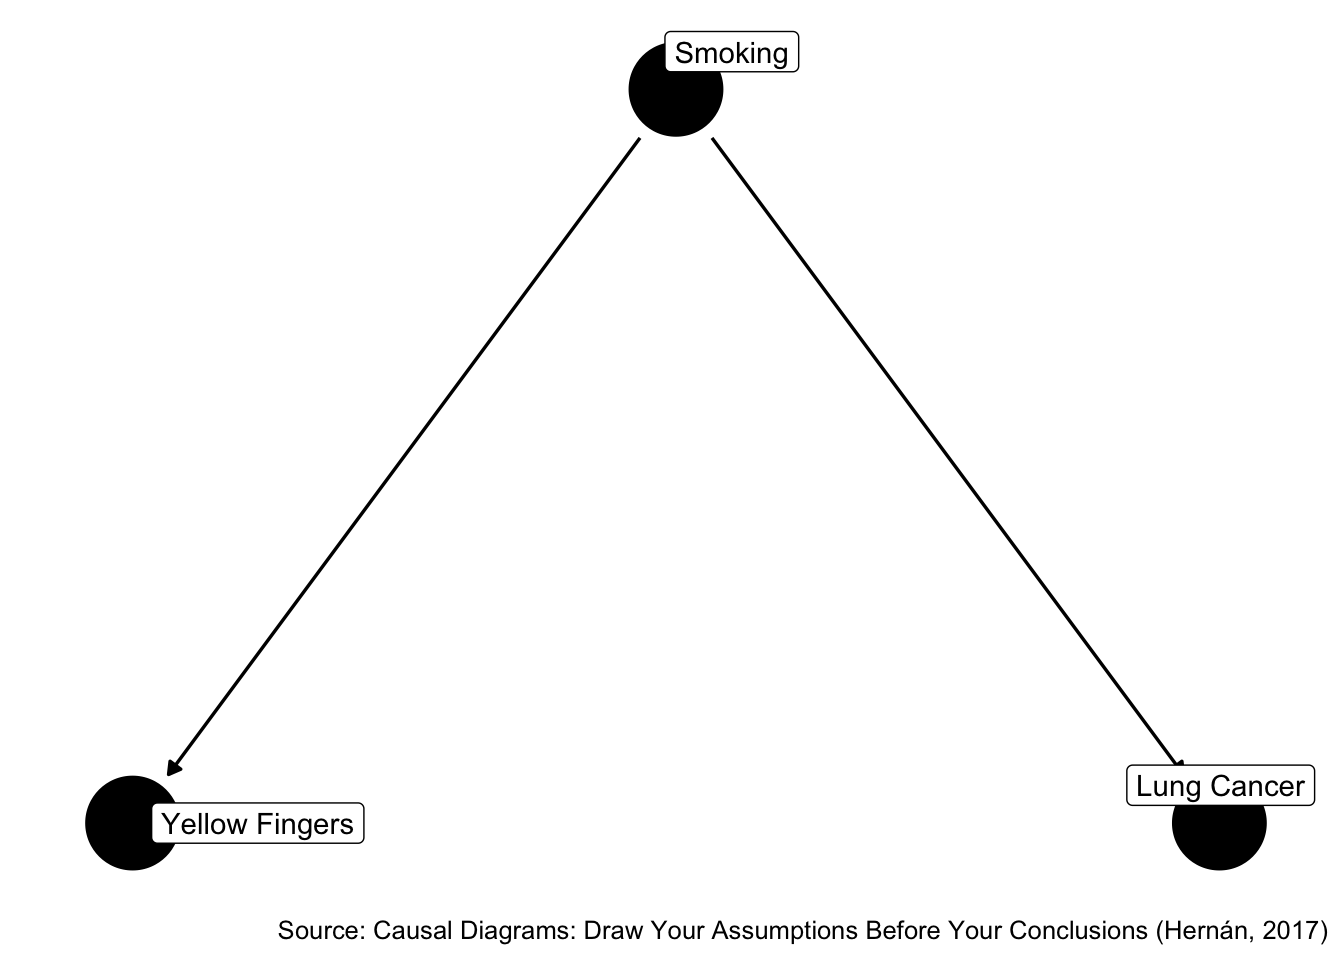 Smoking
Lung Cancer
Yellow Fingers
Source: Causal Diagrams: Draw Your Assumptions Before Your Conclusions (Hernán, 2017)